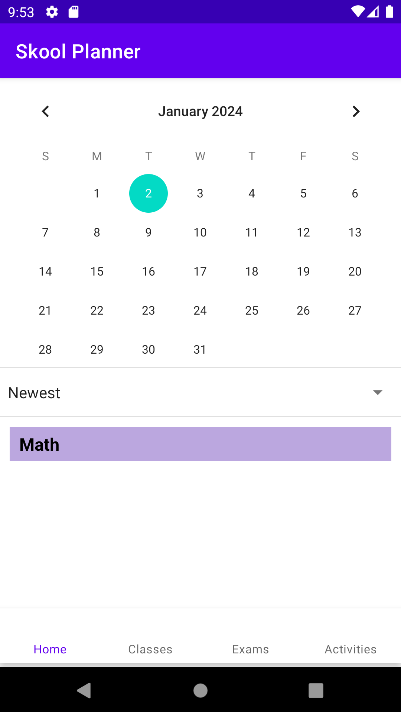 9:53
Skool Planner
January 2024
S M T W T F S
1 2 3 4 5 6
7 8 9 10 11 12 13
14 15 16 17 18 19 20
21 22 23 24 25 26 27
28 29 30 31
Newest
Math
Home Classes Exams Activities